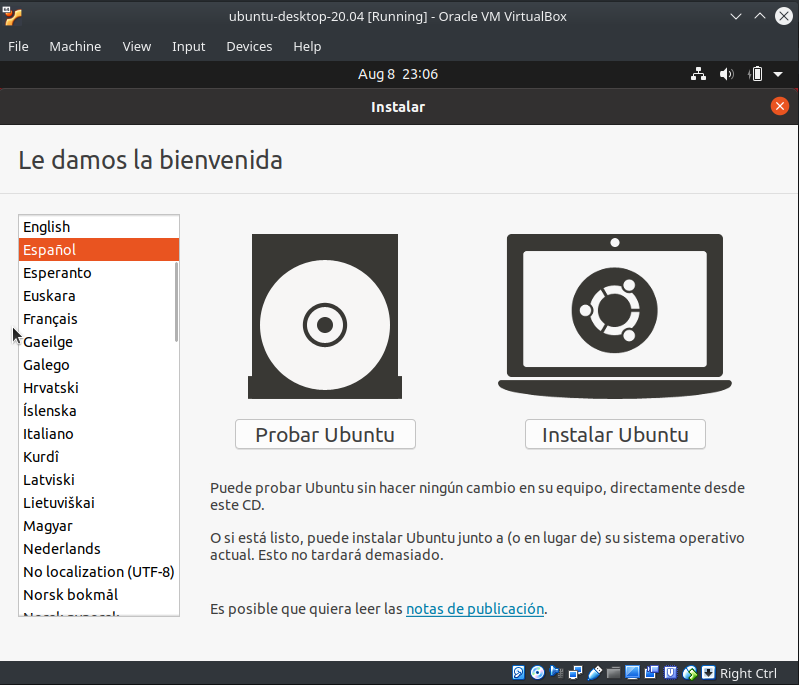 ubuntu-desktop-20.04 [Running] - Oracle VM VirtualBox
File Machine View Input Devices Help
Aug 8 23:06
Instalar
Le damos la bienvenida
English
Español
Esperanto
Euskara
Français
Gaeilge
Galego
Hrvatski
Íslenska
Italiano
Kurdî
Latviski
Lietuviškai
Magyar
Nederlands
No localization (UTF-8)
Norsk bokmål
Probar Ubuntu
Instalar Ubuntu
Puede probar Ubuntu sin hacer ningún cambio en su equipo, directamente desde
este CD.
O si está listo, puede instalar Ubuntu junto a (o en lugar de) su sistema operativo
actual. Esto no tardará demasiado.
Es posible que quiera leer las notas de publicación.
Right Ctrl